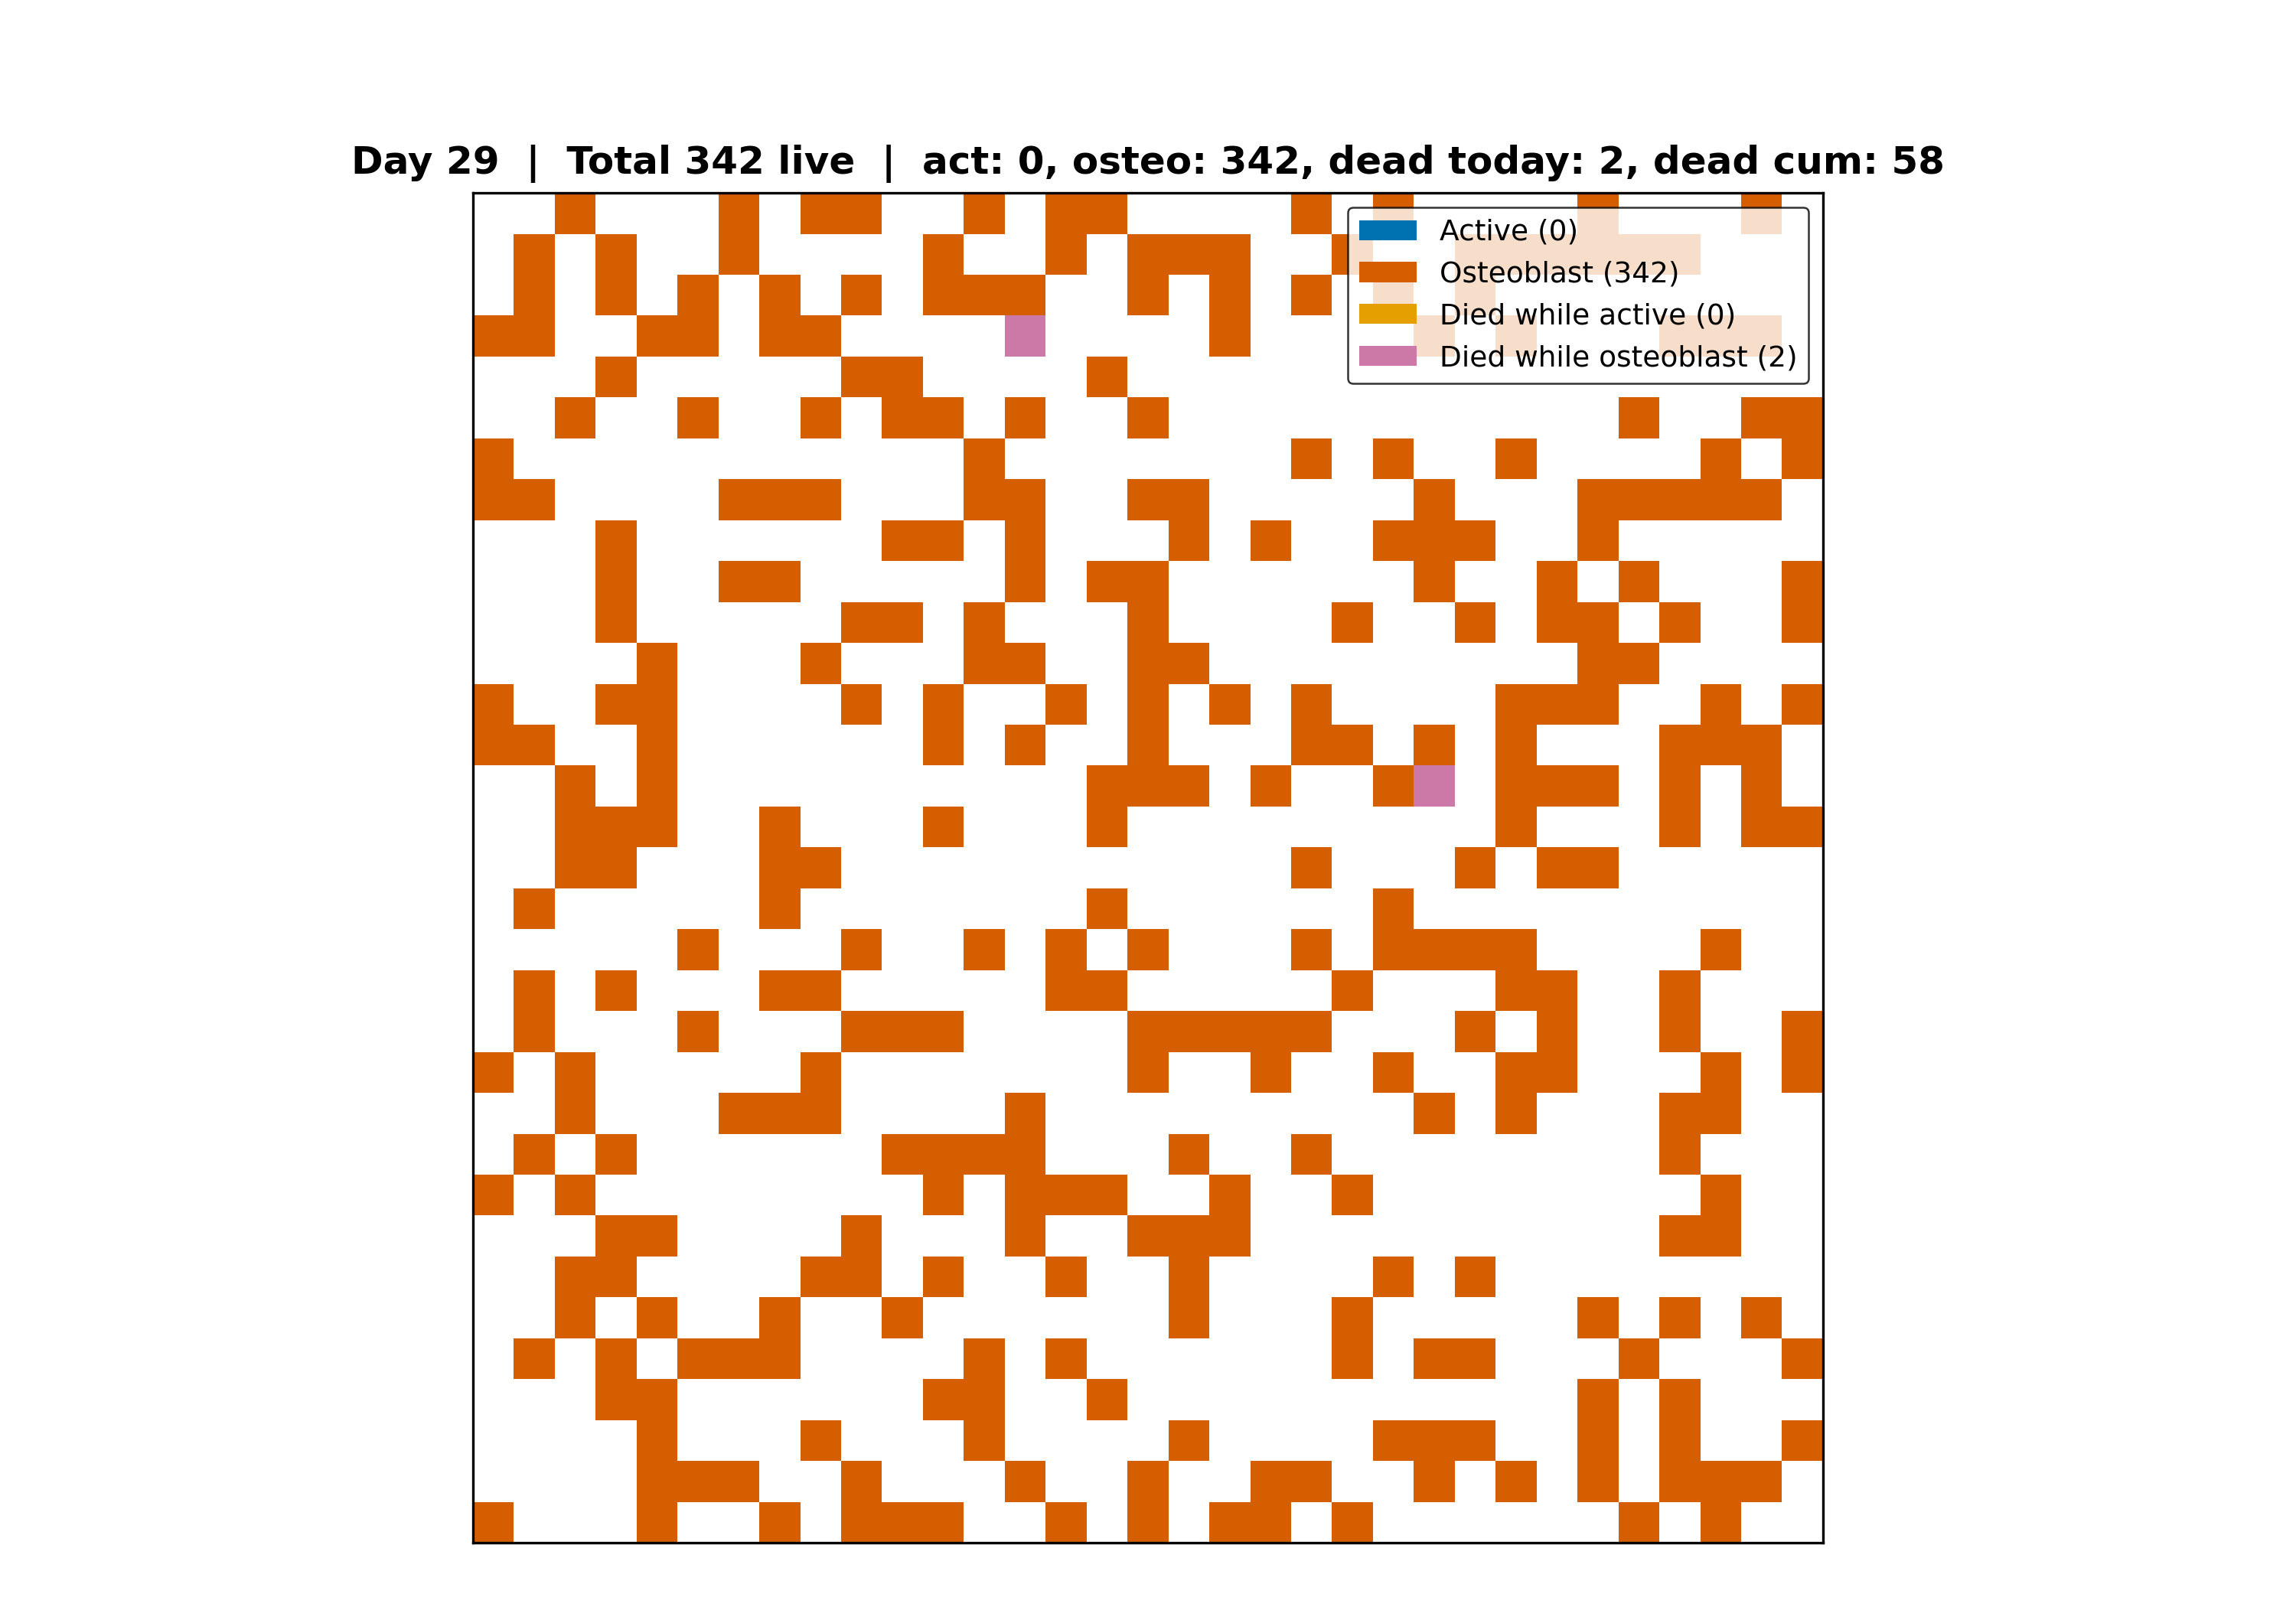 Day 29 | Total 342 live | act: 0, osteo: 342, dead today: 2, dead cum: 58
Active (0)
Osteoblast (342)
Died while active (0)
Died while osteoblast (2)